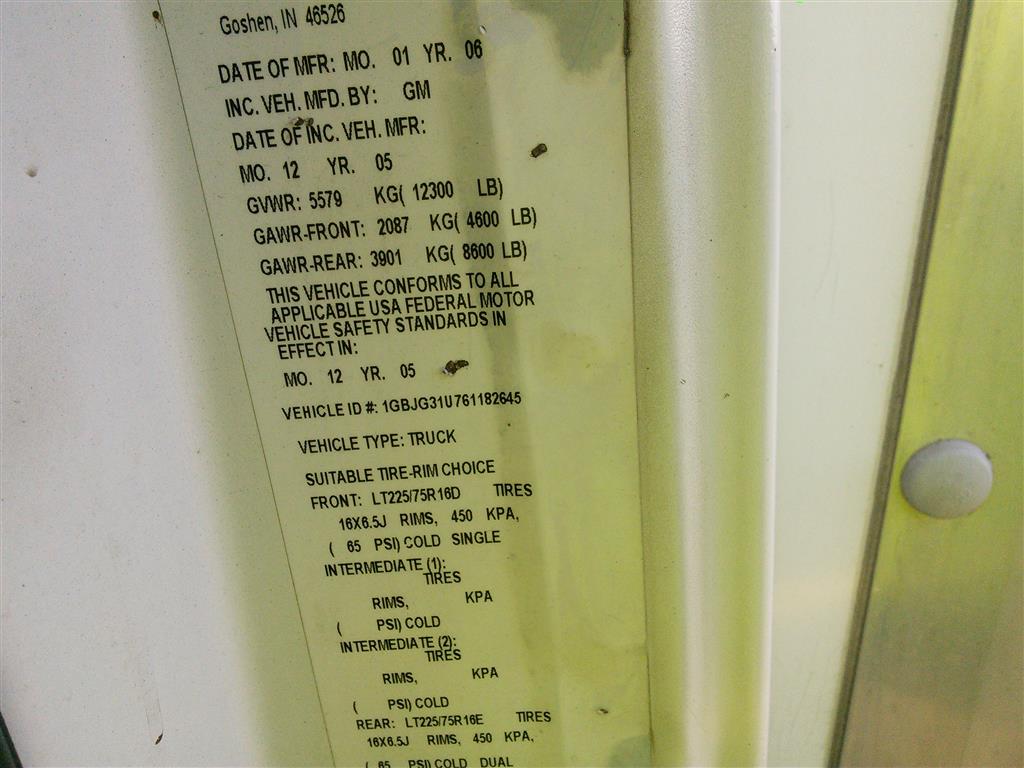 Goshen, IN 46526
DATE OF MFR: MO. 01 YR. 06
INC. VEH. MFD. BY: GM
DATE OF INC. VEH. MFR:
MO. 12 YR. 05
GVWR: 5579 KG( 12300 LB)
GAWR-FRONT: 2087 KG( 4600 LB)
GAWR-REAR: 3901 KG( 8600 LB)
THIS VEHICLE CONFORMS TO ALL
APPLICABLE USA FEDERAL MOTOR
VEHICLE SAFETY STANDARDS IN
EFFECT IN:
MO. 12 YR. 05
VEHICLE ID #: 1GBJG31U761182645
VEHICLE TYPE: TRUCK
SUITABLE TIRE-RIM CHOICE
FRONT: LT225/75R16D TIRES
16X6.5J RIMS, 450 KPA,
( 65 PSI) COLD SINGLE
INTERMEDIATE (1):
TIRES
RIMS, KPA
( PSI) COLD
INTERMEDIATE (2):
TIRES
RIMS, KPA
( PSI) COLD
REAR: LT225/75R16E TIRES
16X6.5J RIMS, 450 KPA,
( 65 PSI) COLD DUAL